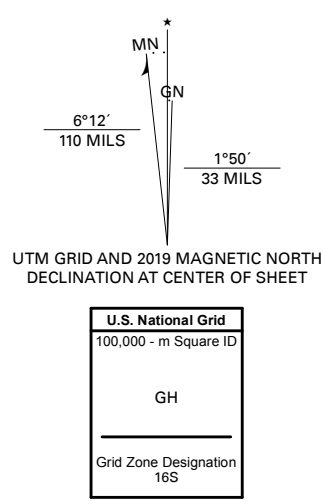 MN
GN
6°12´
110 MILS
1°50´
33 MILS
UTM GRID AND 2019 MAGNETIC NORTH
DECLINATION AT CENTER OF SHEET
U.S. National Grid
100,000 - m Square ID
GH
Grid Zone Designation
16S